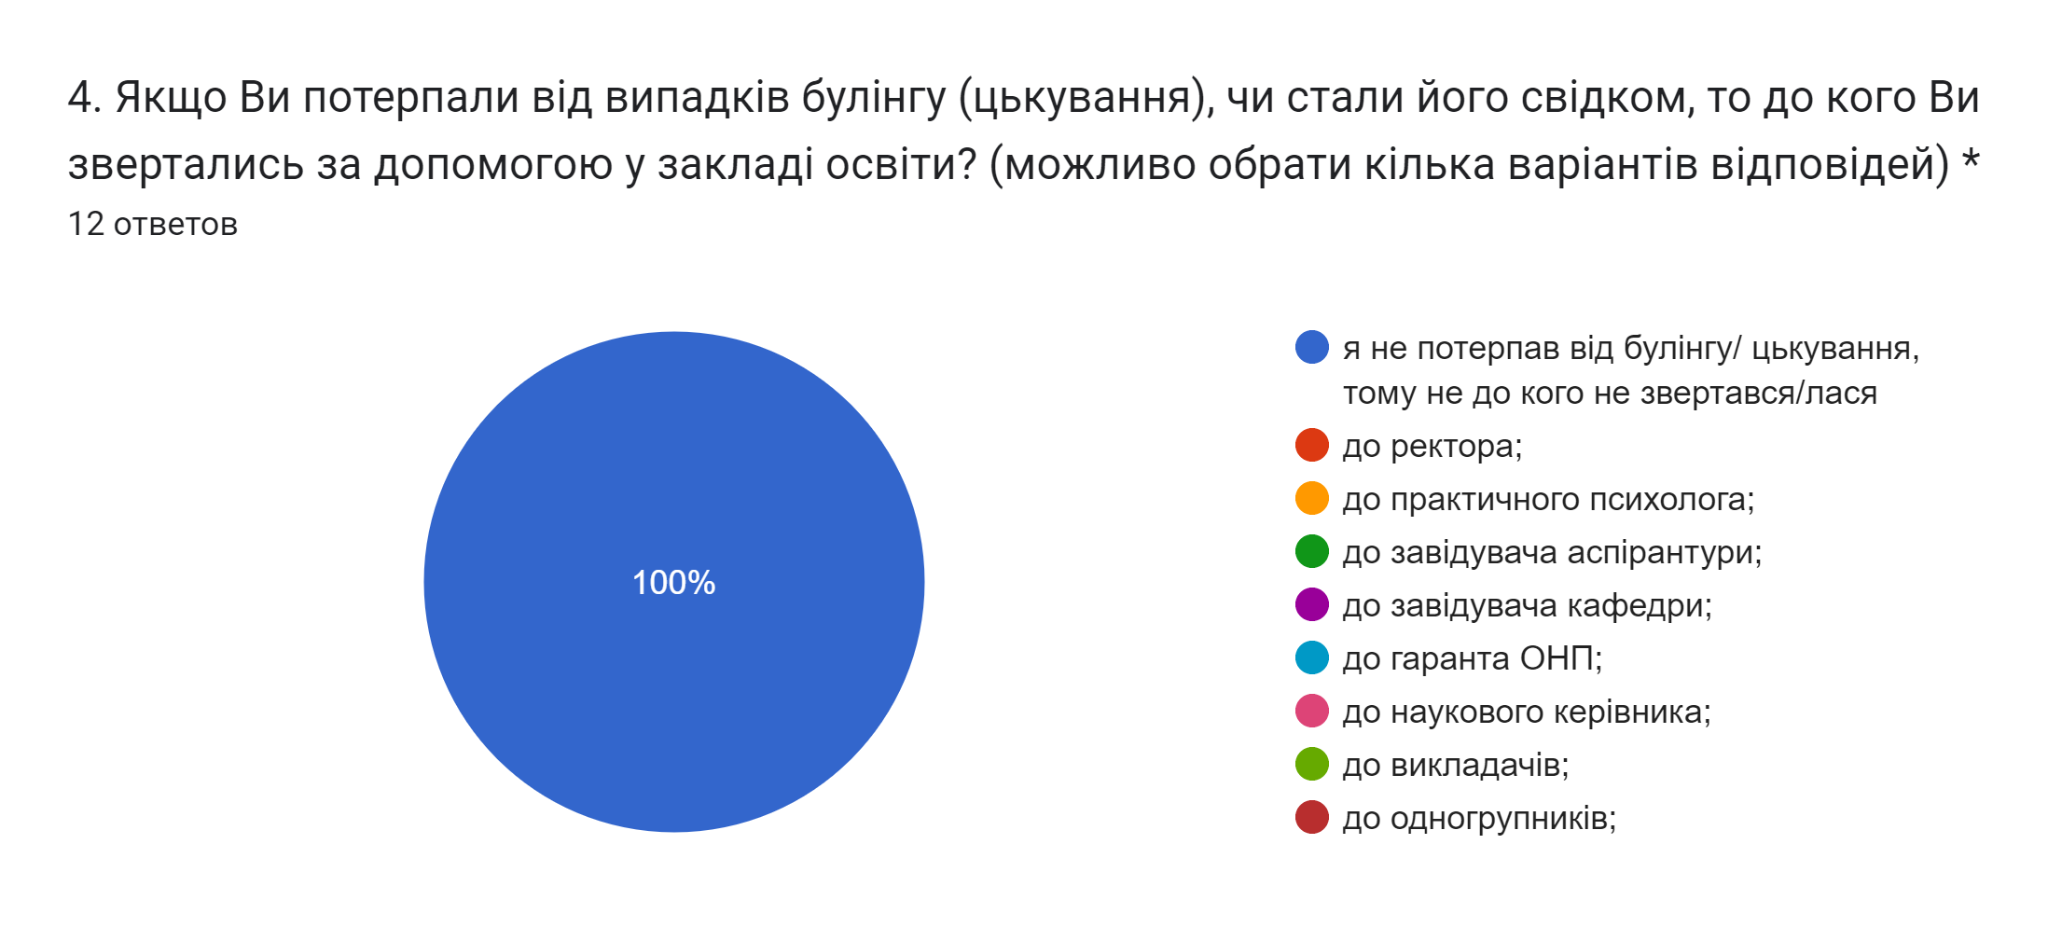 4. Якщо Ви потерпали від випадків булінгу (цькування), чи стали його свідком, то до кого Ви
звертались за допомогою у закладі освіти? (можливо обрати кілька варіантів відповідей) *
12 ответов
100%
я не потерпав від булінгу/ цькування,
тому не до кого не звертався/лася
до ректора;
до практичного психолога;
до завідувача аспірантури;
до завідувача кафедри;
до гаранта ОНП;
до наукового керівника;
до викладачів;
до одногрупників;